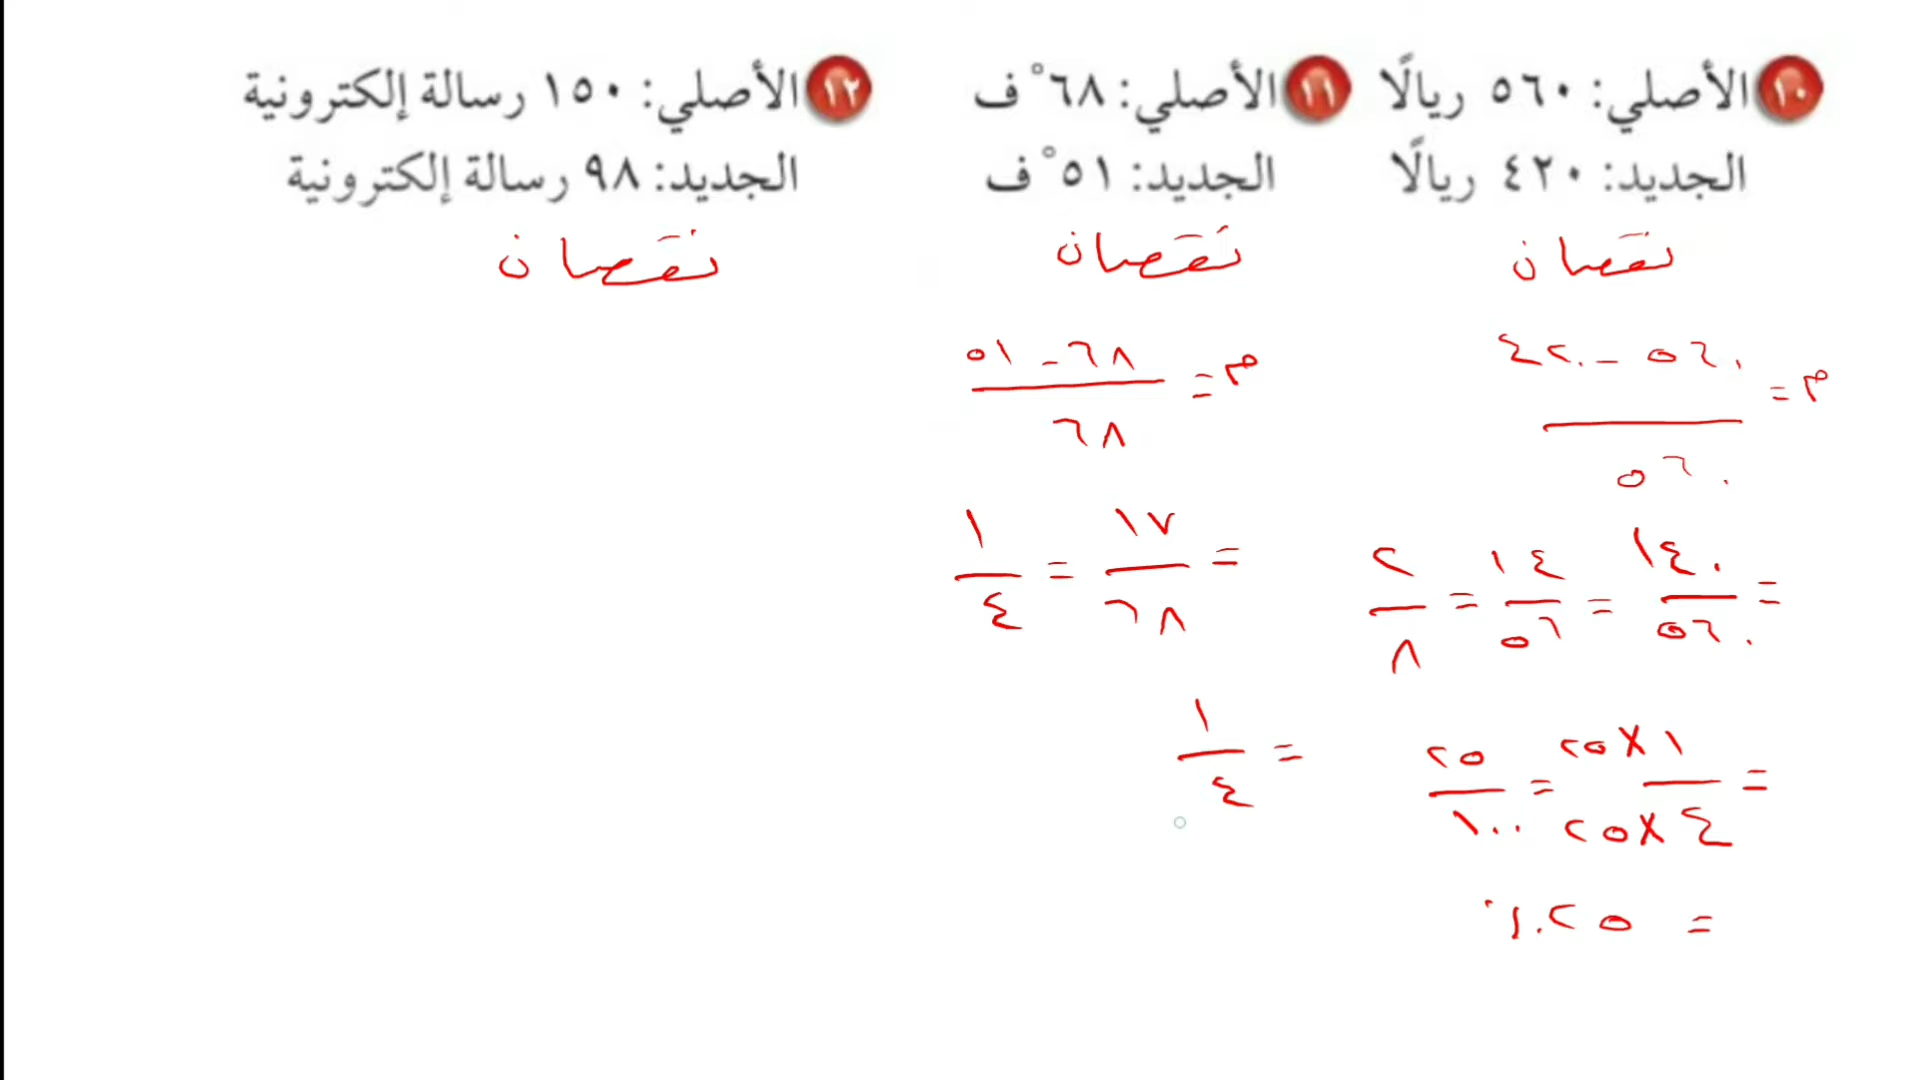 ١٠ الأصلي: ٥٦٠ ريالًا
الجديد: ٤٢٠ ريالًا
نقصان
م = ٥٦٠ - ٤٢٠
٥٦٠
= ١٤٠ = ١٤ = ٢
٥٦٠ ٥٦ ٨
= ١ × ٢٥ = ٢٥
٤ × ٢٥ ١٠٠
= ٢٥٪
١١ الأصلي: ٦٨° ف
الجديد: ٥١° ف
نقصان
م = ٦٨ - ٥١
٦٨
= ١٧ = ١
٦٨ ٤
= ١
٤
١٢ الأصلي: ١٥٠ رسالة إلكترونية
الجديد: ٩٨ رسالة إلكترونية
نقصان